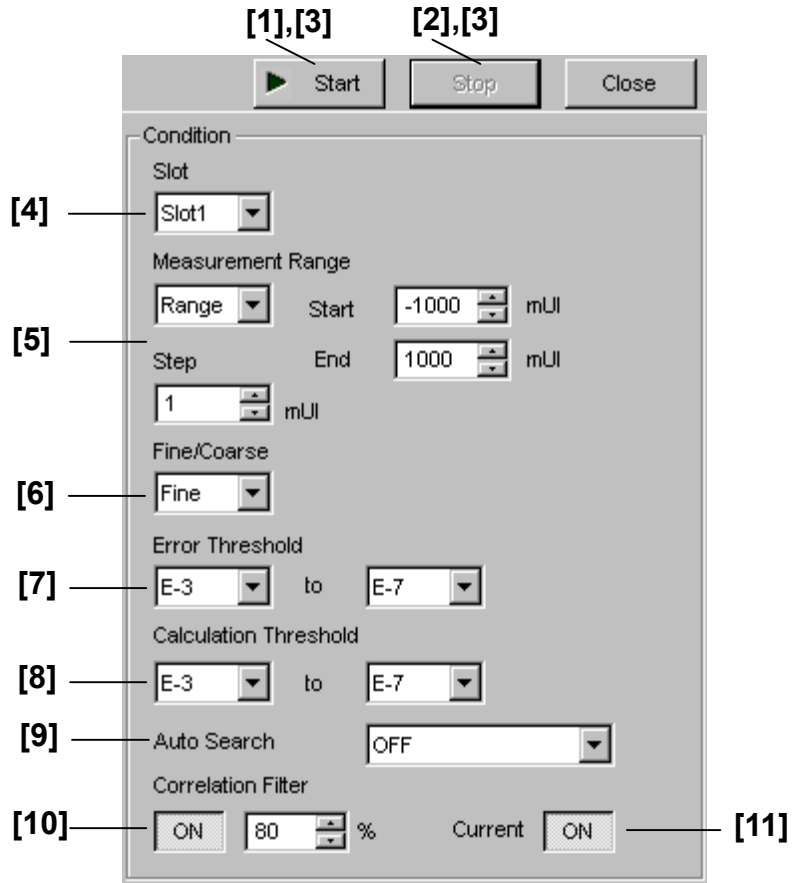 [1],[3] [2],[3]
Start Stop Close
Condition
Slot
[4] Slot1
Measurement Range
Range Start -1000 mUI
[5]
Step End 1000 mUI
1 mUI
Fine/Coarse
[6] Fine
Error Threshold
[7] E-3 to E-7
Calculation Threshold
[8] E-3 to E-7
[9] Auto Search OFF
Correlation Filter
[10] ON 80 % Current ON [11]